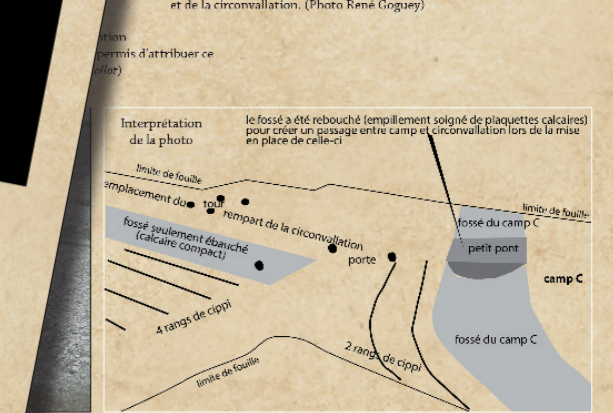 et de la circonvallation. (Photo René Goguey)
permis d'attribuer ce
Interprétation
de la photo
le fossé a été rebouché (empillement soigné de plaquettes calcaires)
pour créer un passage entre camp et circonvallation lors de la mise
en place de celle-ci
limite de fouille
emplacement du tour
rempart de la circonvallation
limite de fouille
fossé du camp C
petit pont
fossé seulement ébauché
(calcaire compact)
porte
camp C
4 rangs de cippi
2 rangs de cippi
fossé du camp C
limite de fouille